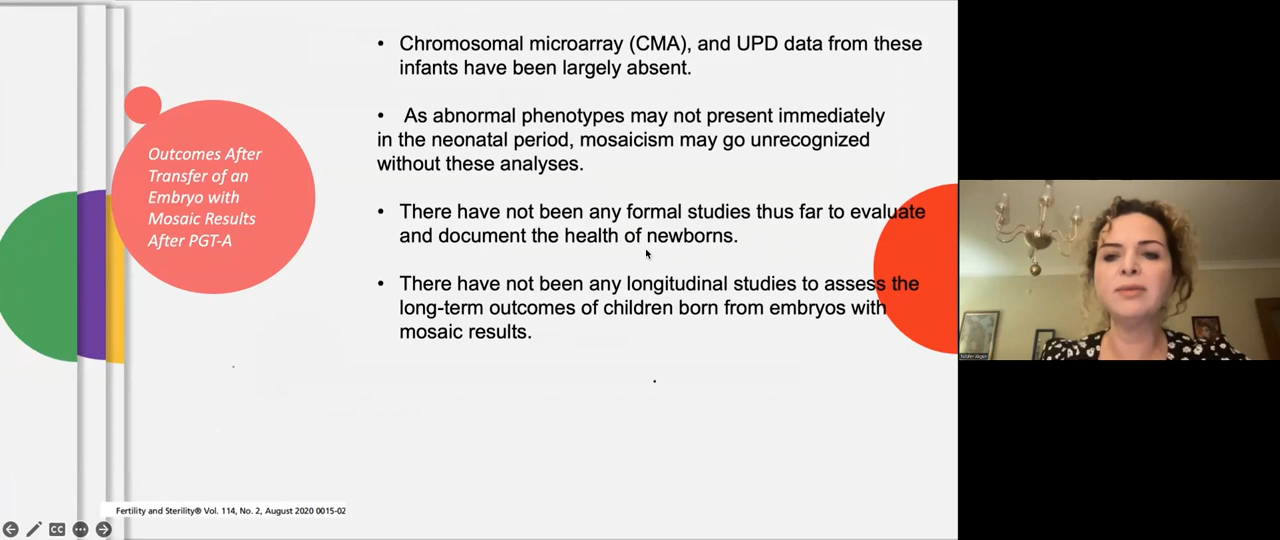 Outcomes After
Transfer of an
Embryo with
Mosaic Results
After PGT-A
• Chromosomal microarray (CMA), and UPD data from these
infants have been largely absent.
• As abnormal phenotypes may not present immediately
in the neonatal period, mosaicism may go unrecognized
without these analyses.
• There have not been any formal studies thus far to evaluate
and document the health of newborns.
• There have not been any longitudinal studies to assess the
long-term outcomes of children born from embryos with
mosaic results.
Fertility and Sterility® Vol. 114, No. 2, August 2020 0015-02
CC